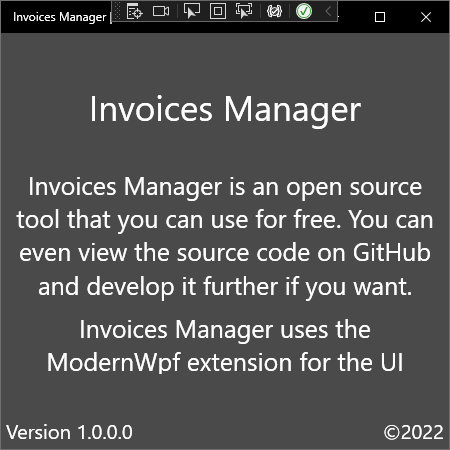 Invoices Manager |
Invoices Manager
Invoices Manager is an open source
tool that you can use for free. You can
even view the source code on GitHub
and develop it further if you want.
Invoices Manager uses the
ModernWpf extension for the UI
Version 1.0.0.0
©2022